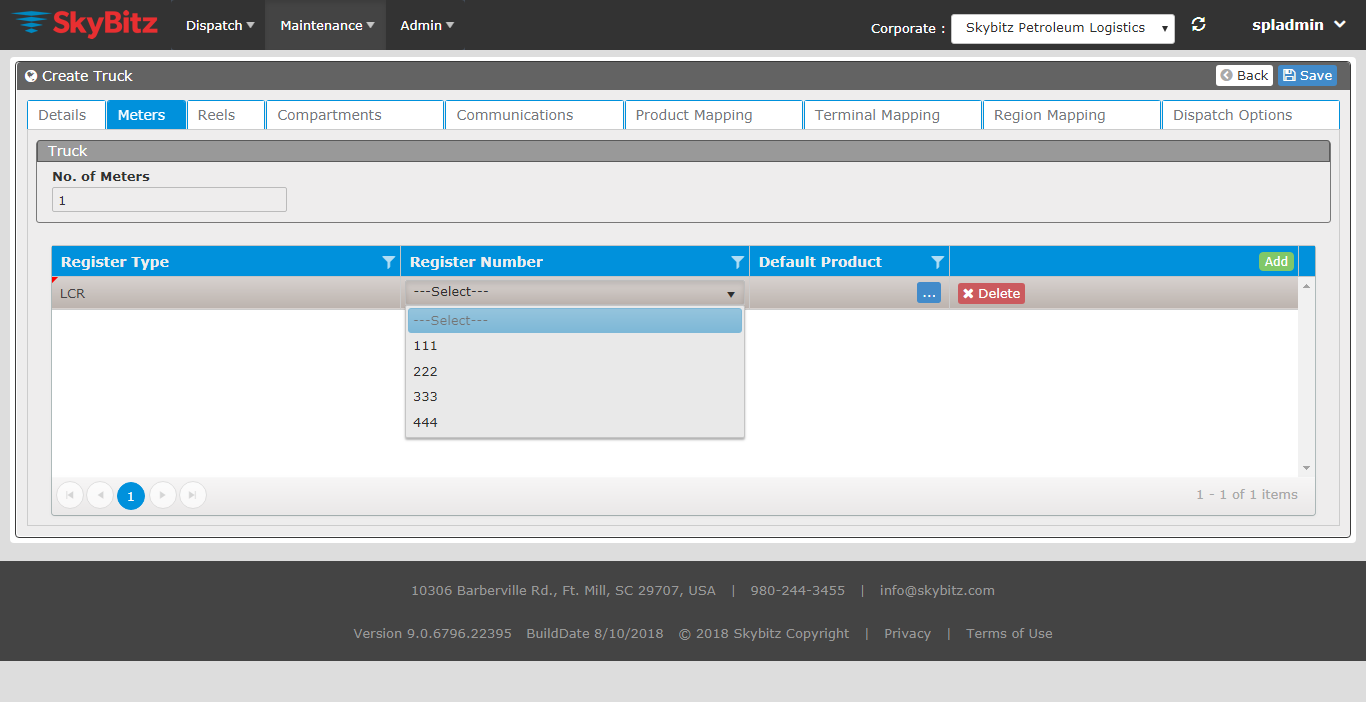 SkyBitz Dispatch Maintenance Admin Corporate : Skybitz Petroleum Logistics spladmin
Create Truck Back Save
Details Meters Reels Compartments Communications Product Mapping Terminal Mapping Region Mapping Dispatch Options
Truck
No. of Meters
1
Register Type Register Number Default Product Add
LCR ---Select--- ... Delete
---Select---
111
222
333
444
1 1 - 1 of 1 items
10306 Barberville Rd., Ft. Mill, SC 29707, USA | 980-244-3455 | info@skybitz.com
Version 9.0.6796.22395 BuildDate 8/10/2018 © 2018 Skybitz Copyright | Privacy | Terms of Use